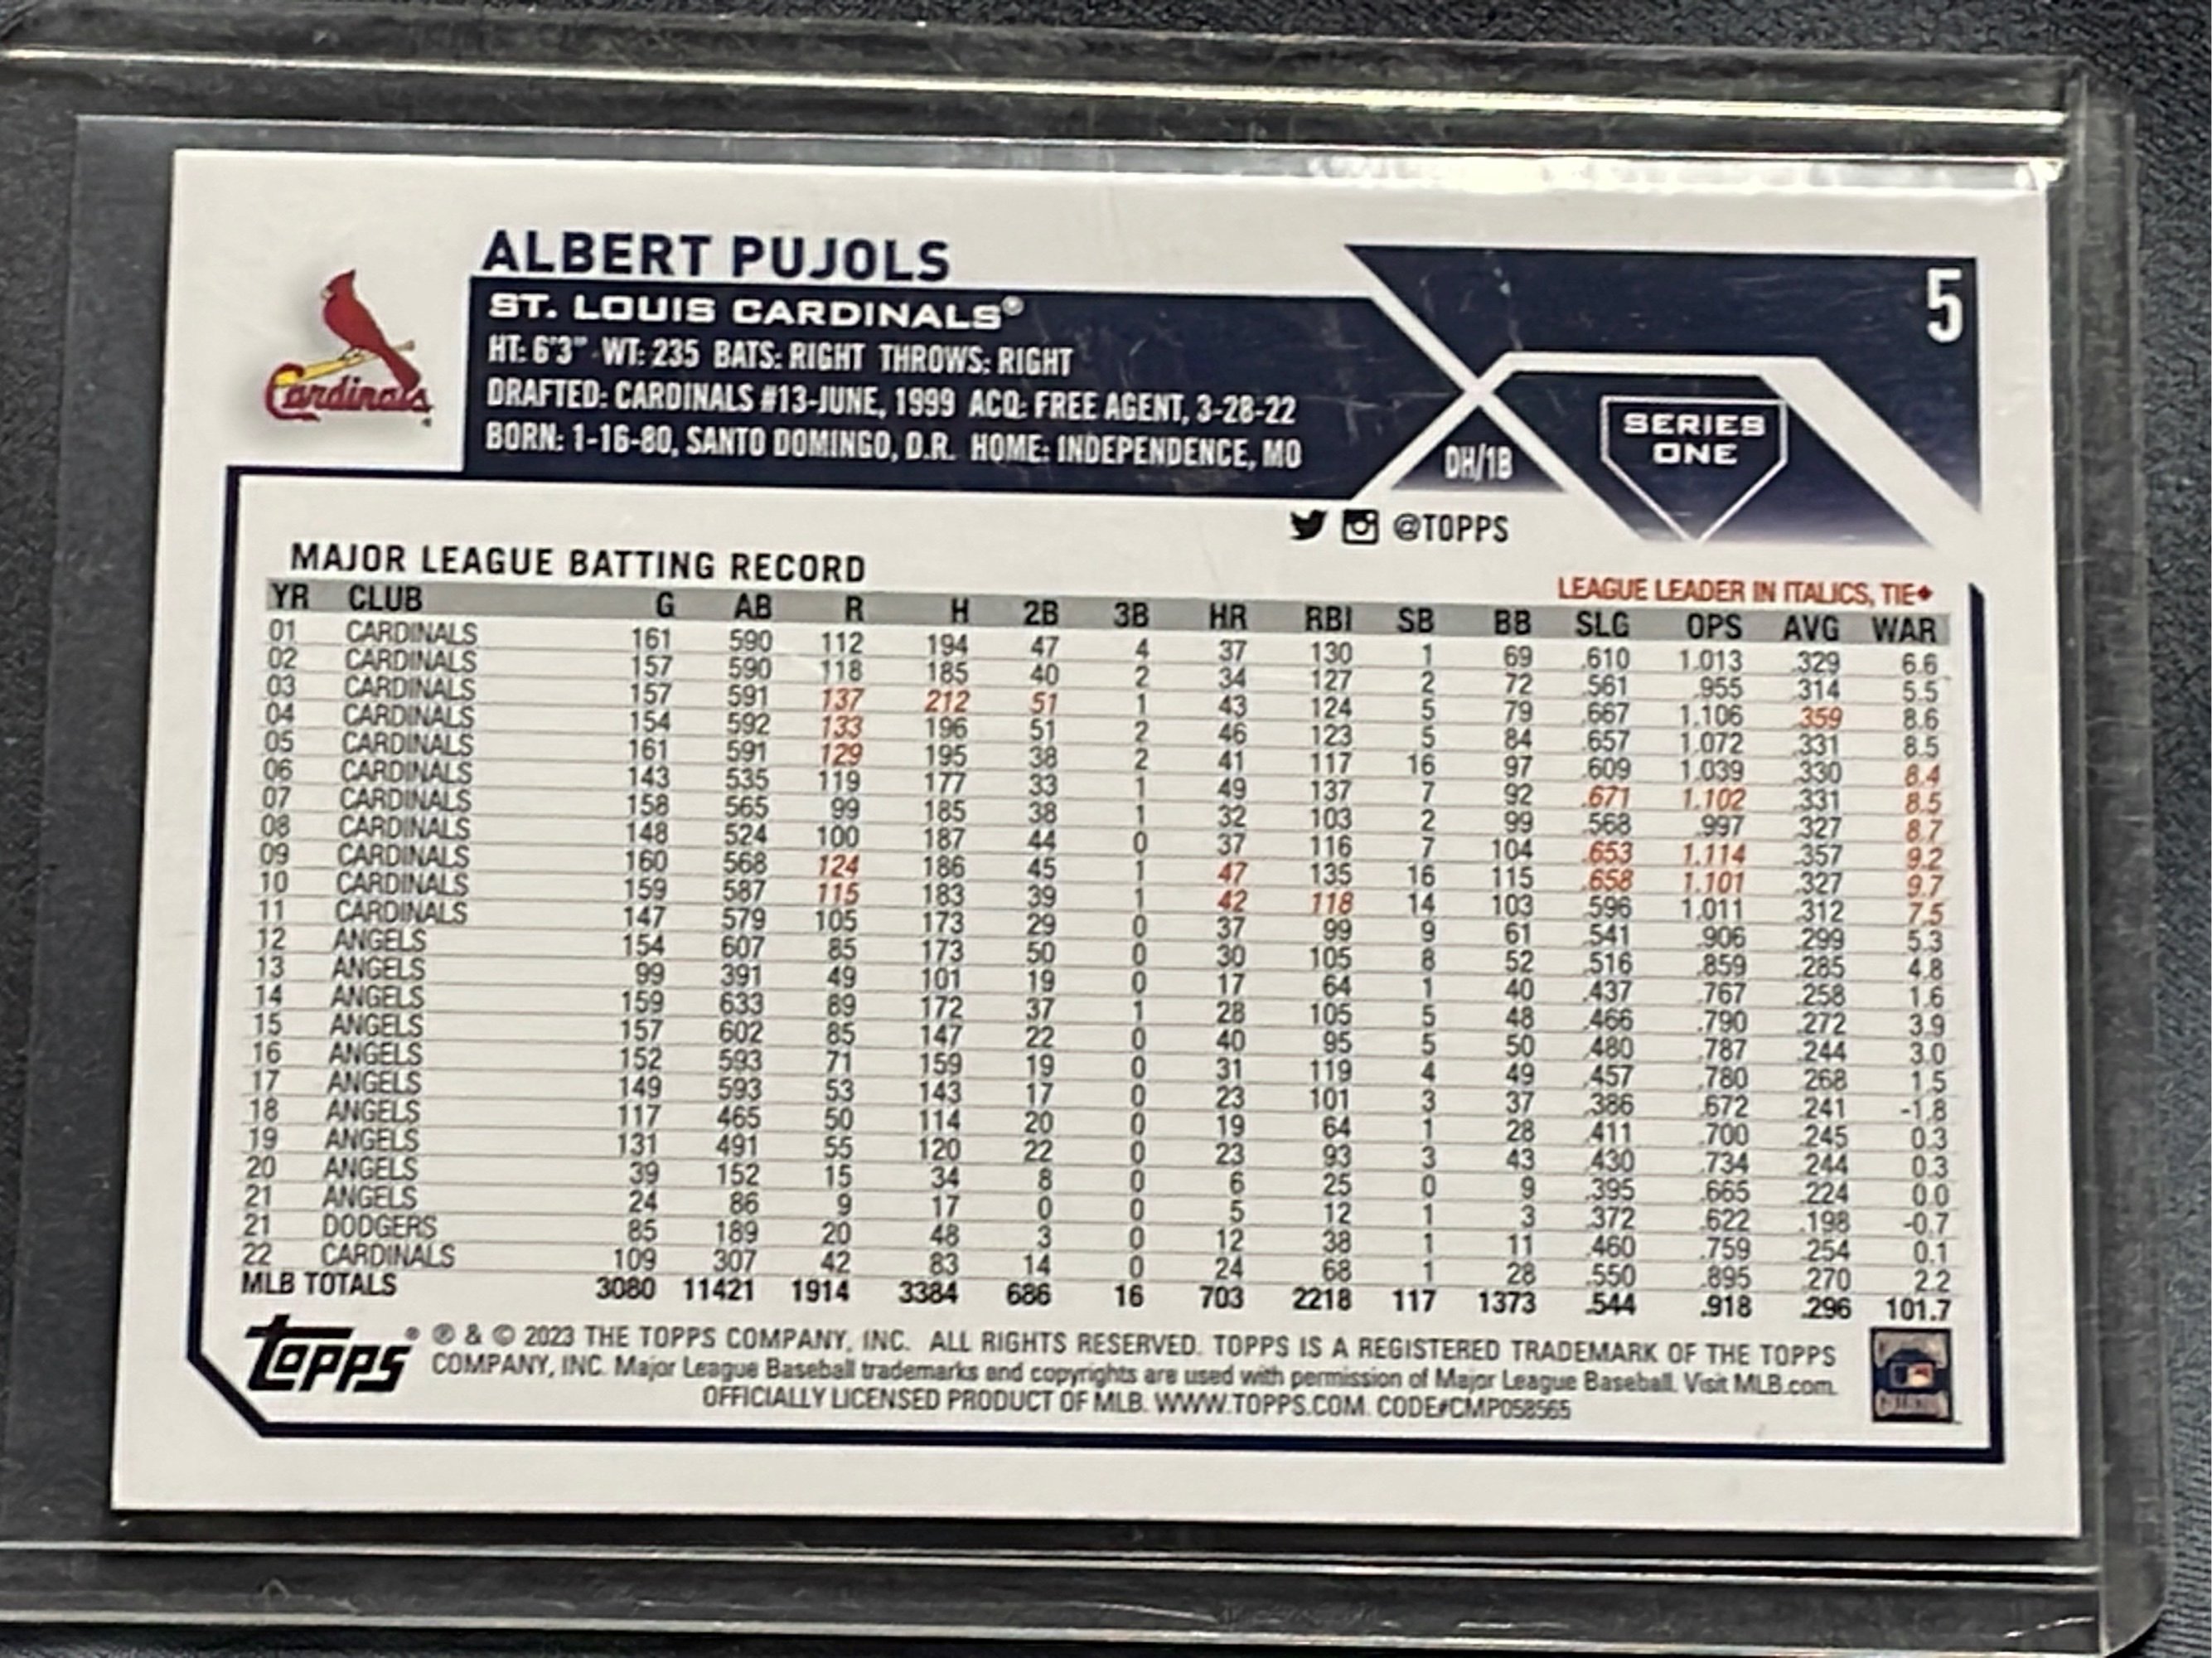 ALBERT PUJOLS
5
ST. LOUIS CARDINALS®
HT: 6'3" WT: 235 BATS: RIGHT THROWS: RIGHT
DRAFTED: CARDINALS #13-JUNE, 1999 ACQ: FREE AGENT, 3-28-22
BORN: 1-16-80, SANTO DOMINGO, D.R. HOME: INDEPENDENCE, MO
Cardinals
DH/1B
SERIES
ONE
@TOPPS
MAJOR LEAGUE BATTING RECORD
LEAGUE LEADER IN ITALICS, TIE♦
YR CLUB G AB R H 2B 3B HR RBI SB BB SLG OPS AVG WAR
01 CARDINALS 161 590 112 194 47 4 37 130 1 69 .610 1.013 .329 6.6
02 CARDINALS 157 590 118 185 40 2 34 127 2 72 .561 .955 .314 5.5
03 CARDINALS 157 591 137 212 51 1 43 124 5 79 .667 1.106 .359 8.6
04 CARDINALS 154 592 133 196 51 2 46 123 5 84 .657 1.072 .331 8.5
05 CARDINALS 161 591 129 195 38 2 41 117 16 97 .609 1.039 .330 8.4
06 CARDINALS 143 535 119 177 33 1 49 137 7 92 .671 1.102 .331 8.5
07 CARDINALS 158 565 99 185 38 1 32 103 2 99 .568 .997 .327 8.7
08 CARDINALS 148 524 100 187 44 0 37 116 7 104 .653 1.114 .357 9.2
09 CARDINALS 160 568 124 186 45 1 47 135 16 115 .658 1.101 .327 9.7
10 CARDINALS 159 587 115 183 39 1 42 118 14 103 .596 1.011 .312 7.5
11 CARDINALS 147 579 105 173 29 0 37 99 9 61 .541 .906 .299 5.3
12 ANGELS 154 607 85 173 50 0 30 105 8 52 .516 .859 .285 4.8
13 ANGELS 99 391 49 101 19 0 17 64 1 40 .437 .767 .258 1.6
14 ANGELS 159 633 89 172 37 1 28 105 5 48 .466 .790 .272 3.9
15 ANGELS 157 602 85 147 22 0 40 95 5 50 .480 .787 .244 3.0
16 ANGELS 152 593 71 159 19 0 31 119 4 49 .457 .780 .268 1.5
17 ANGELS 149 593 53 143 17 0 23 101 3 37 .386 .672 .241 -1.8
18 ANGELS 117 465 50 114 20 0 19 64 1 28 .411 .700 .245 0.3
19 ANGELS 131 491 55 120 22 0 23 93 3 43 .430 .734 .244 0.3
20 ANGELS 39 152 15 34 8 0 6 25 0 9 .395 .665 .224 0.0
21 ANGELS 24 86 9 17 0 0 5 12 1 3 .372 .622 .198 -0.7
21 DODGERS 85 189 20 48 3 0 12 38 1 11 .460 .759 .254 0.1
22 CARDINALS 109 307 42 83 14 0 24 68 1 28 .550 .895 .270 2.2
MLB TOTALS 3080 11421 1914 3384 686 16 703 2218 117 1373 .544 .918 .296 101.7
Topps® ® & © 2023 THE TOPPS COMPANY, INC. ALL RIGHTS RESERVED. TOPPS IS A REGISTERED TRADEMARK OF THE TOPPS
COMPANY, INC. Major League Baseball trademarks and copyrights are used with permission of Major League Baseball. Visit MLB.com.
OFFICIALLY LICENSED PRODUCT OF MLB. WWW.TOPPS.COM. CODE#CMP058565